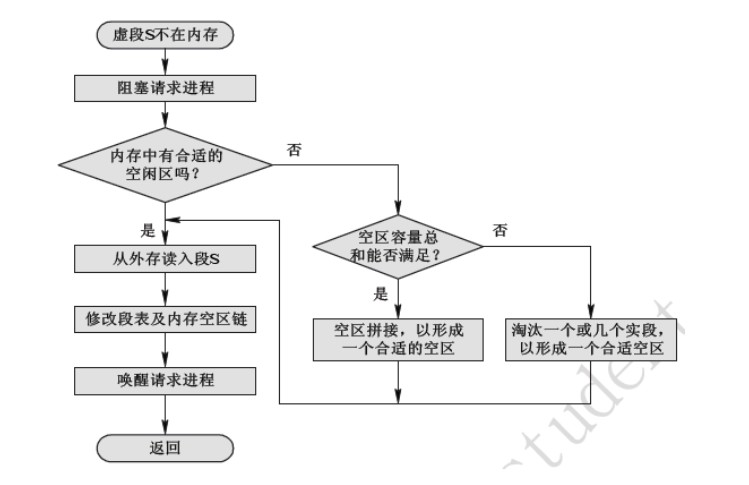 虚段S不在内存
阻塞请求进程
内存中有合适的
空闲区吗?
否
是
空区容量总
和能否满足?
否
从外存读入段S
是
修改段表及内存空区链
空区拼接，以形成
一个合适的空区
淘汰一个或几个实段，
以形成一个合适空区
唤醒请求进程
返回
Student